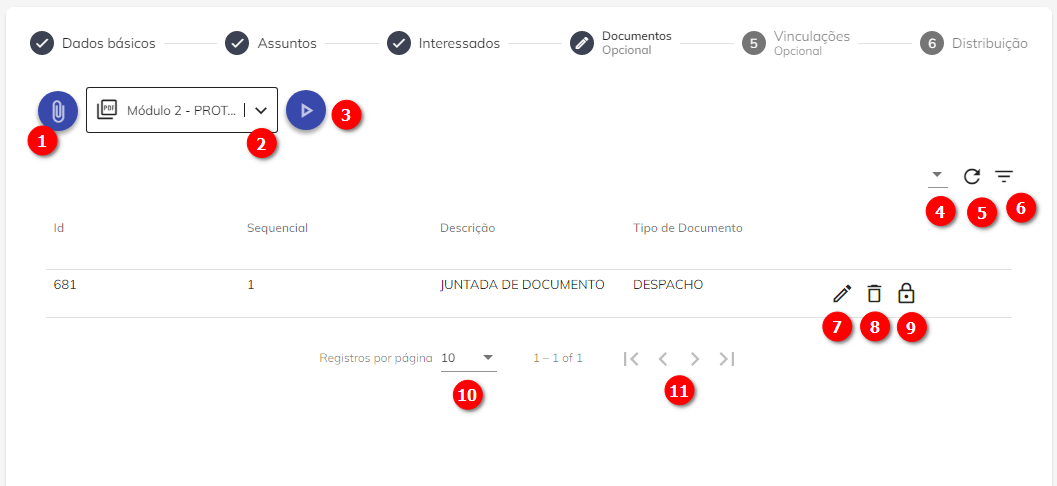 Dados básicos
Assuntos
Interessados
Documentos
Opcional
5
Vinculações
Opcional
6
Distribuição
PDF
Módulo 2 - PROT...
1
2
3
4
5
6
Id
Sequencial
Descrição
Tipo de Documento
681
1
JUNTADA DE DOCUMENTO
DESPACHO
7
8
9
Registros por página
10
1 – 1 of 1
10
11